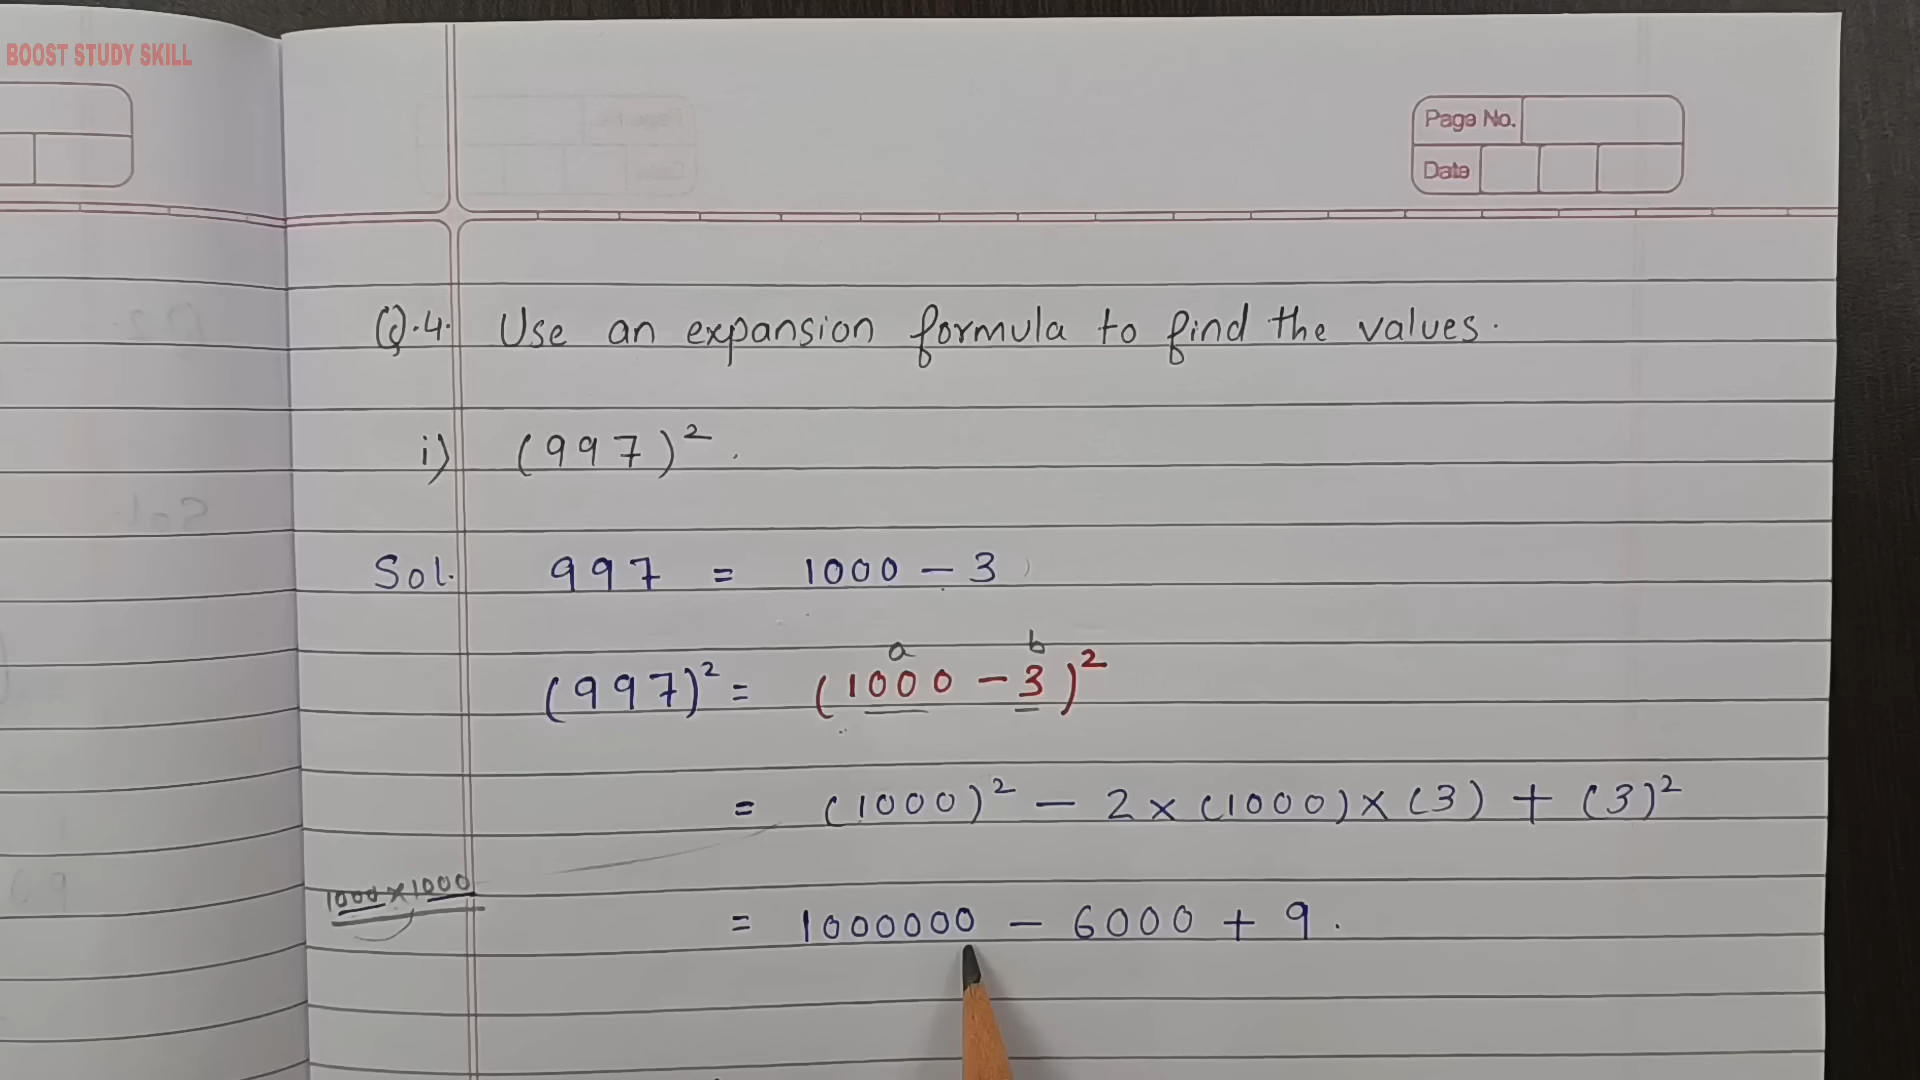 BOOST STUDY SKILL
Page No.
Date
Q.4. Use an expansion formula to find the values.
i) (997)².
Sol. 997 = 1000 - 3
a b
(997)² = (1000 - 3)²
= (1000)² - 2 × (1000) × (3) + (3)²
1000 × 1000
= 1000000 - 6000 + 9.